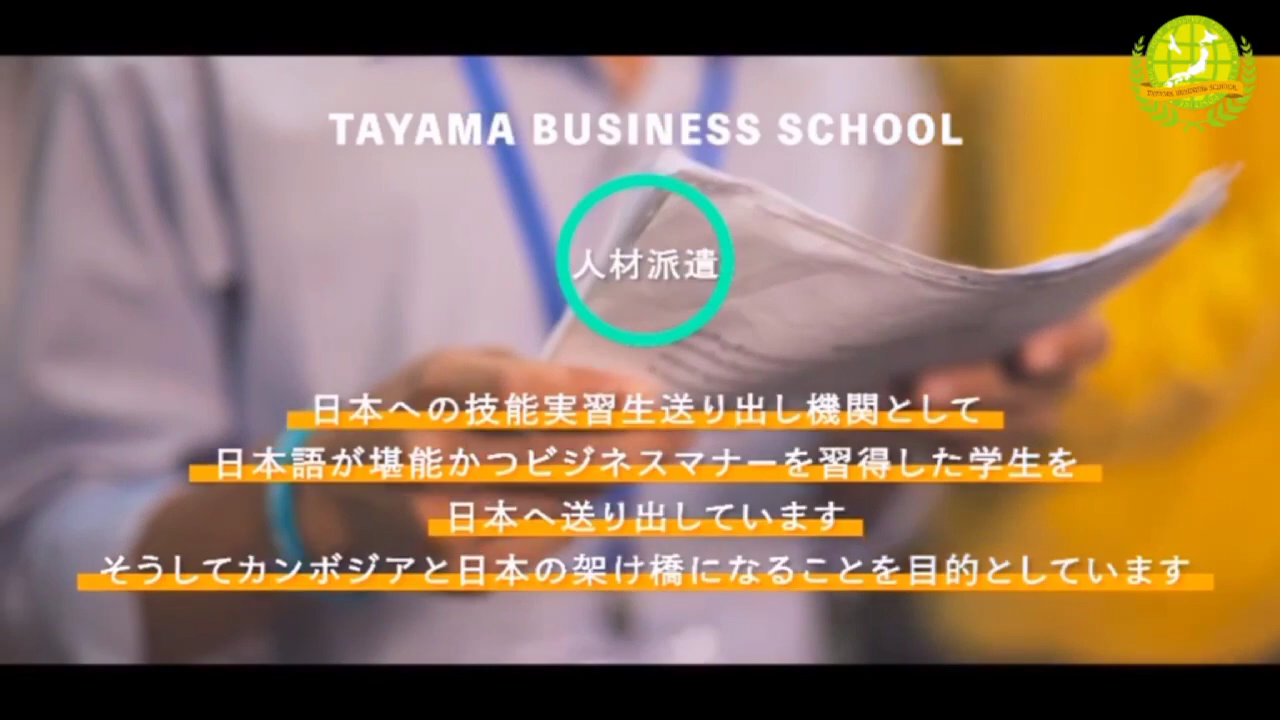 TAYAMA BUSINESS SCHOOL
人材派遣
日本への技能実習生送り出し機関として
日本語が堪能かつビジネスマナーを習得した学生を
日本へ送り出しています
そうしてカンボジアと日本の架け橋になることを目的としています